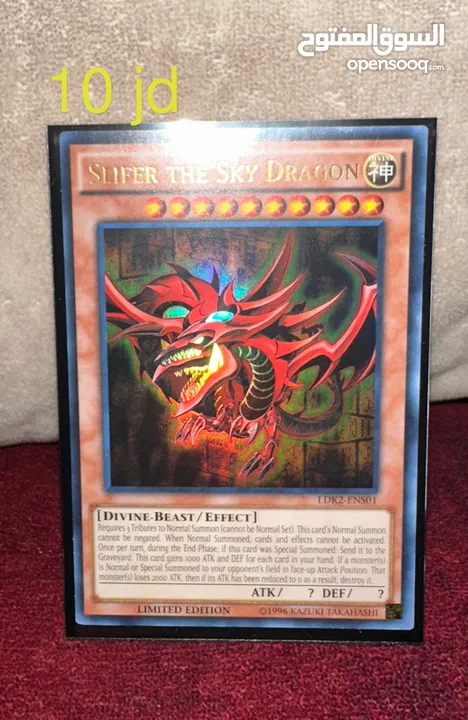 السوق المفتوح
opensooq.com
10 jd
SLIFER THE SKY DRAGON
DIVINE
神
LDK2-ENS01
[DIVINE-BEAST/EFFECT]
Requires 3 Tributes to Normal Summon (cannot be Normal Set). This card's Normal Summon
cannot be negated. When Normal Summoned, cards and effects cannot be activated.
Once per turn, during the End Phase, if this card was Special Summoned: Send it to the
Graveyard. This card gains 1000 ATK and DEF for each card in your hand. If a monster(s)
is Normal or Special Summoned to your opponent's field in face-up Attack Position: That
monster(s) loses 2000 ATK, then if its ATK has been reduced to 0 as a result, destroy it.
ATK/ ? DEF/ ?
LIMITED EDITION ©1996 KAZUKI TAKAHASHI